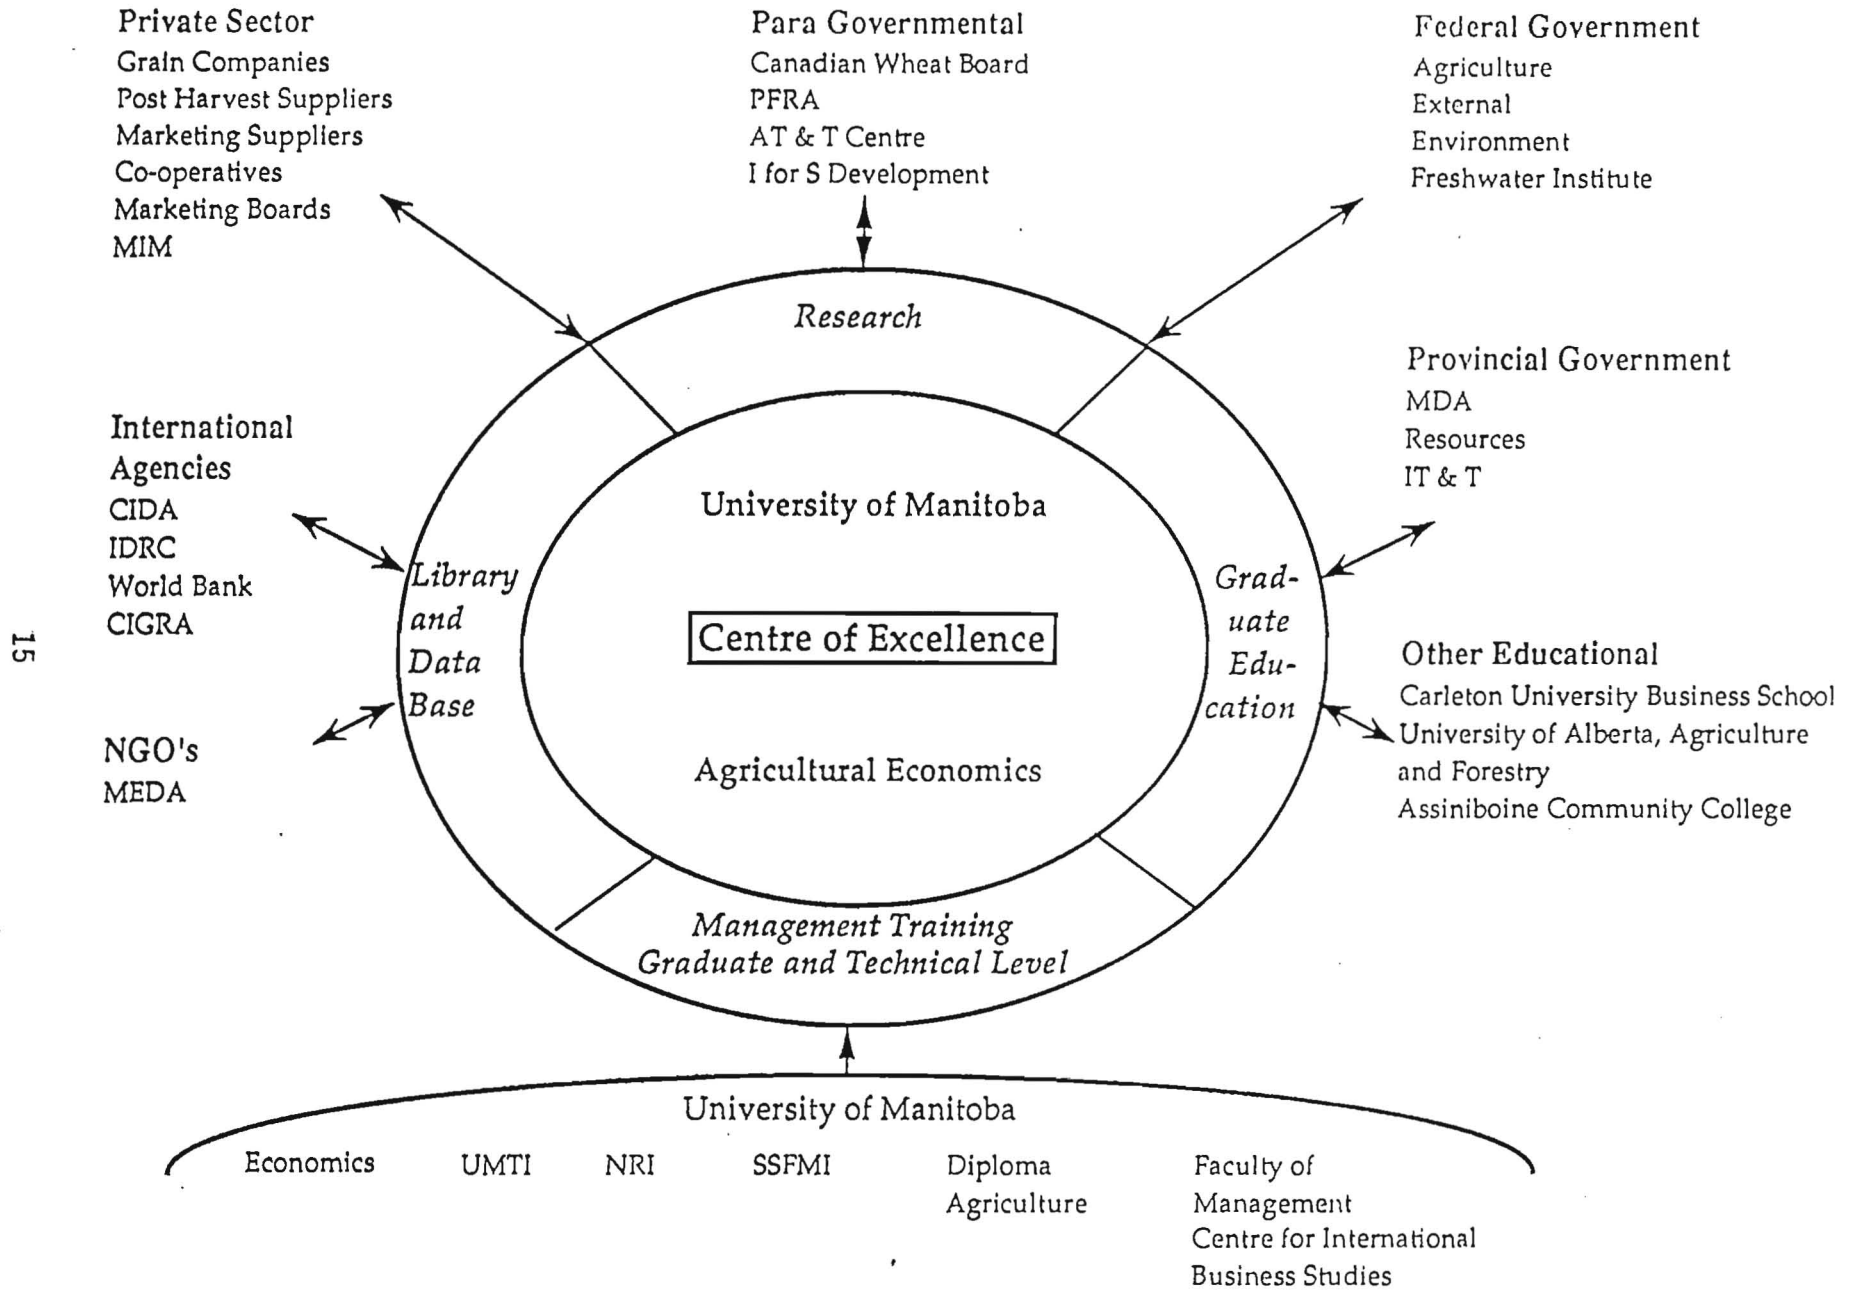 Private Sector
Grain Companies
Post Harvest Suppliers
Marketing Suppliers
Co-operatives
Marketing Boards
MIM
Para Governmental
Canadian Wheat Board
PFRA
AT & T Centre
I for S Development
Federal Government
Agriculture
External
Environment
Freshwater Institute
Research
Provincial Government
MDA
Resources
IT & T
International
Agencies
CIDA
IDRC
World Bank
CIGRA
University of Manitoba
Library
and
Data
Base
Grad-
uate
Edu-
cation
Centre of Excellence
15
Other Educational
Carleton University Business School
University of Alberta, Agriculture
and Forestry
Assiniboine Community College
NGO's
MEDA
Agricultural Economics
Management Training
Graduate and Technical Level
University of Manitoba
Economics
UMTI
NRI
SSFMI
Diploma
Agriculture
Faculty of
Management
Centre for International
Business Studies